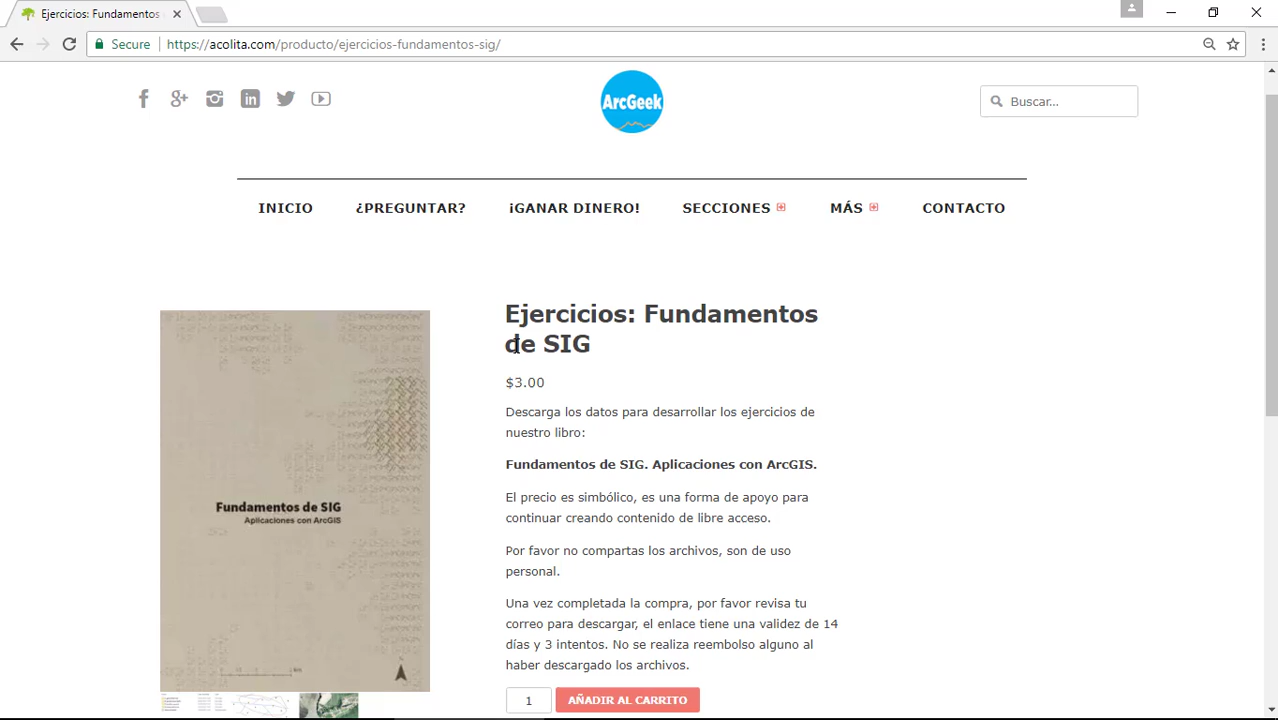 Ejercicios: Fundamentos
Secure
https://acolita.com/producto/ejercicios-fundamentos-sig/
ArcGeek
Buscar...
INICIO
¿PREGUNTAR?
¡GANAR DINERO!
SECCIONES
MÁS
CONTACTO
Fundamentos de SIG
Aplicaciones con ArcGIS
Ejercicios: Fundamentos
de SIG
$3.00
Descarga los datos para desarrollar los ejercicios de
nuestro libro:
Fundamentos de SIG. Aplicaciones con ArcGIS.
El precio es simbólico, es una forma de apoyo para
continuar creando contenido de libre acceso.
Por favor no compartas los archivos, son de uso
personal.
Una vez completada la compra, por favor revisa tu
correo para descargar, el enlace tiene una validez de 14
días y 3 intentos. No se realiza reembolso alguno al
haber descargado los archivos.
1
AÑADIR AL CARRITO